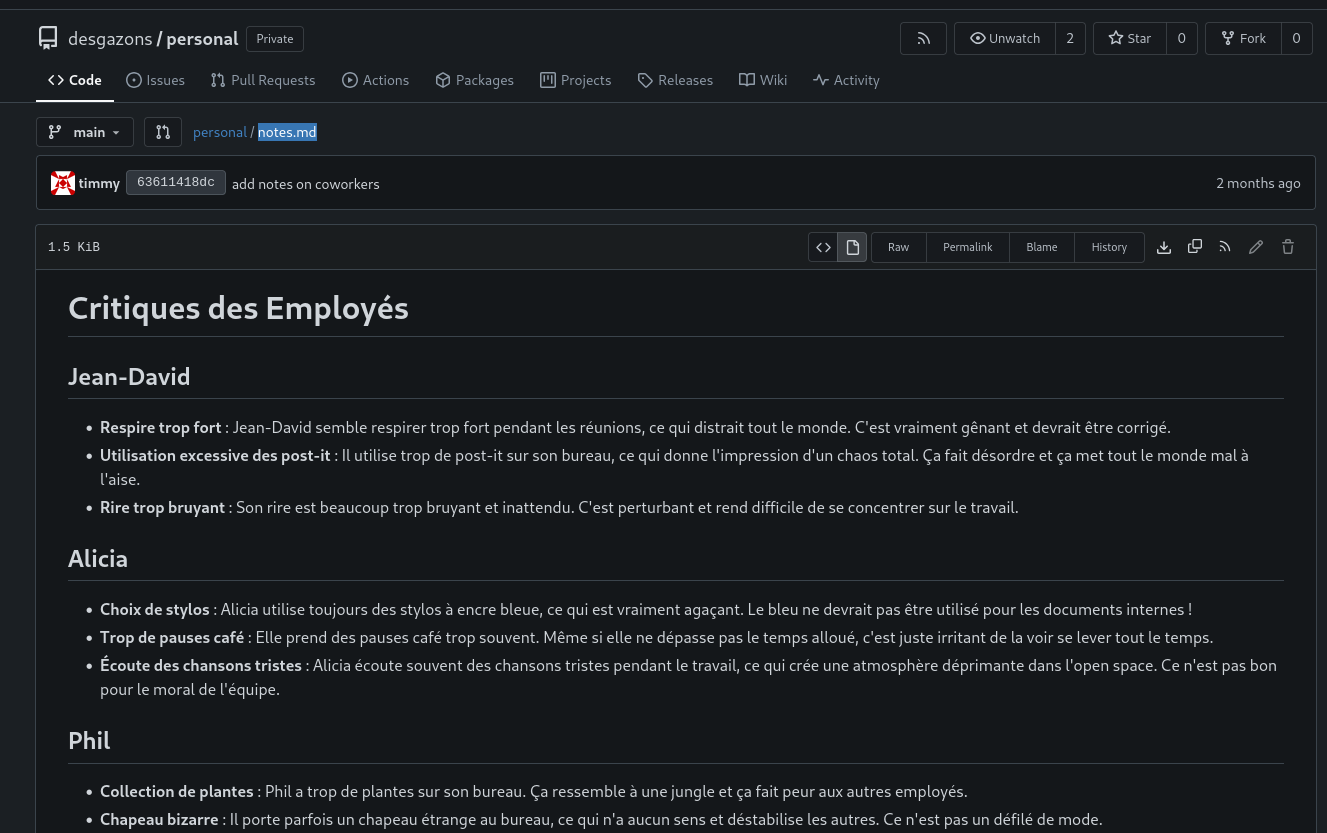 desgazons / personal Private Unwatch 2 Star 0 Fork 0
Code Issues Pull Requests Actions Packages Projects Releases Wiki Activity
main personal / notes.md
timmy 63611418dc add notes on coworkers 2 months ago
1.5 KiB Raw Permalink Blame History
Critiques des Employés
Jean-David
• Respire trop fort : Jean-David semble respirer trop fort pendant les réunions, ce qui distrait tout le monde. C'est vraiment gênant et devrait être corrigé.
• Utilisation excessive des post-it : Il utilise trop de post-it sur son bureau, ce qui donne l'impression d'un chaos total. Ça fait désordre et ça met tout le monde mal à
l'aise.
• Rire trop bruyant : Son rire est beaucoup trop bruyant et inattendu. C'est perturbant et rend difficile de se concentrer sur le travail.
Alicia
• Choix de stylos : Alicia utilise toujours des stylos à encre bleue, ce qui est vraiment agaçant. Le bleu ne devrait pas être utilisé pour les documents internes !
• Trop de pauses café : Elle prend des pauses café trop souvent. Même si elle ne dépasse pas le temps alloué, c'est juste irritant de la voir se lever tout le temps.
• Écoute des chansons tristes : Alicia écoute souvent des chansons tristes pendant le travail, ce qui crée une atmosphère déprimante dans l'open space. Ce n'est pas bon
pour le moral de l'équipe.
Phil
• Collection de plantes : Phil a trop de plantes sur son bureau. Ça ressemble à une jungle et ça fait peur aux autres employés.
• Chapeau bizarre : Il porte parfois un chapeau étrange au bureau, ce qui n'a aucun sens et déstabilise les autres. Ce n'est pas un défilé de mode.